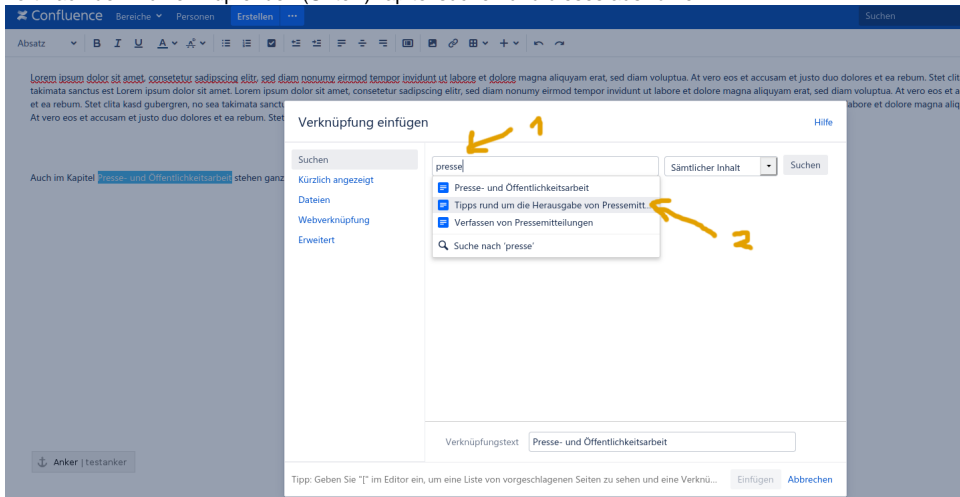 Confluence Bereiche Personen Erstellen ... Suchen
Absatz B I U A
Lorem ipsum dolor sit amet, consetetur sadipscing elitr, sed diam nonumy eirmod tempor invidunt ut labore et dolore magna aliquyam erat, sed diam voluptua. At vero eos et accusam et justo duo dolores et ea rebum. Stet clit
takimata sanctus est Lorem ipsum dolor sit amet. Lorem ipsum dolor sit amet, consetetur sadipscing elitr, sed diam nonumy eirmod tempor invidunt ut labore et dolore magna aliquyam erat, sed diam voluptua. At vero eos et a
et ea rebum. Stet clita kasd gubergren, no sea takimata sanctu
abore et dolore magna aliq
At vero eos et accusam et justo duo dolores et ea rebum. Stet
Verknüpfung einfügen
1
Hilfe
Suchen
presse
Sämtlicher Inhalt
Suchen
Kürzlich angezeigt
Presse- und Öffentlichkeitsarbeit
Auch im Kapitel Presse- und Öffentlichkeitsarbeit stehen ganz
Dateien
Tipps rund um die Herausgabe von Pressemitt...
Webverknüpfung
Verfassen von Pressemitteilungen
Erweitert
Suche nach 'presse'
2
Verknüpfungstext Presse- und Öffentlichkeitsarbeit
Anker | testanker
Tipp: Geben Sie "[" im Editor ein, um eine Liste von vorgeschlagenen Seiten zu sehen und eine Verknü...
Einfügen
Abbrechen